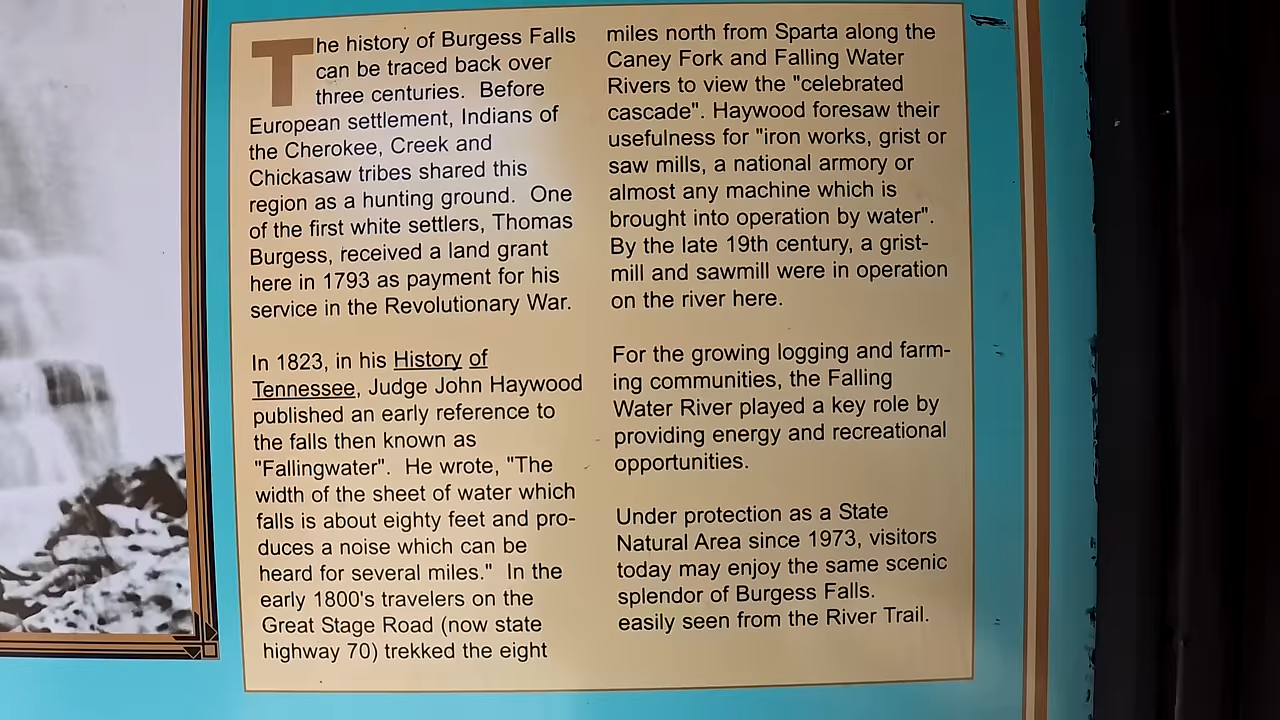 The history of Burgess Falls
can be traced back over
three centuries. Before
European settlement, Indians of
the Cherokee, Creek and
Chickasaw tribes shared this
region as a hunting ground. One
of the first white settlers, Thomas
Burgess, received a land grant
here in 1793 as payment for his
service in the Revolutionary War.
In 1823, in his History of
Tennessee, Judge John Haywood
published an early reference to
the falls then known as
"Fallingwater". He wrote, "The
width of the sheet of water which
falls is about eighty feet and pro-
duces a noise which can be
heard for several miles." In the
early 1800's travelers on the
Great Stage Road (now state
highway 70) trekked the eight
miles north from Sparta along the
Caney Fork and Falling Water
Rivers to view the "celebrated
cascade". Haywood foresaw their
usefulness for "iron works, grist or
saw mills, a national armory or
almost any machine which is
brought into operation by water".
By the late 19th century, a grist-
mill and sawmill were in operation
on the river here.
For the growing logging and farm-
ing communities, the Falling
Water River played a key role by
providing energy and recreational
opportunities.
Under protection as a State
Natural Area since 1973, visitors
today may enjoy the same scenic
splendor of Burgess Falls.
easily seen from the River Trail.